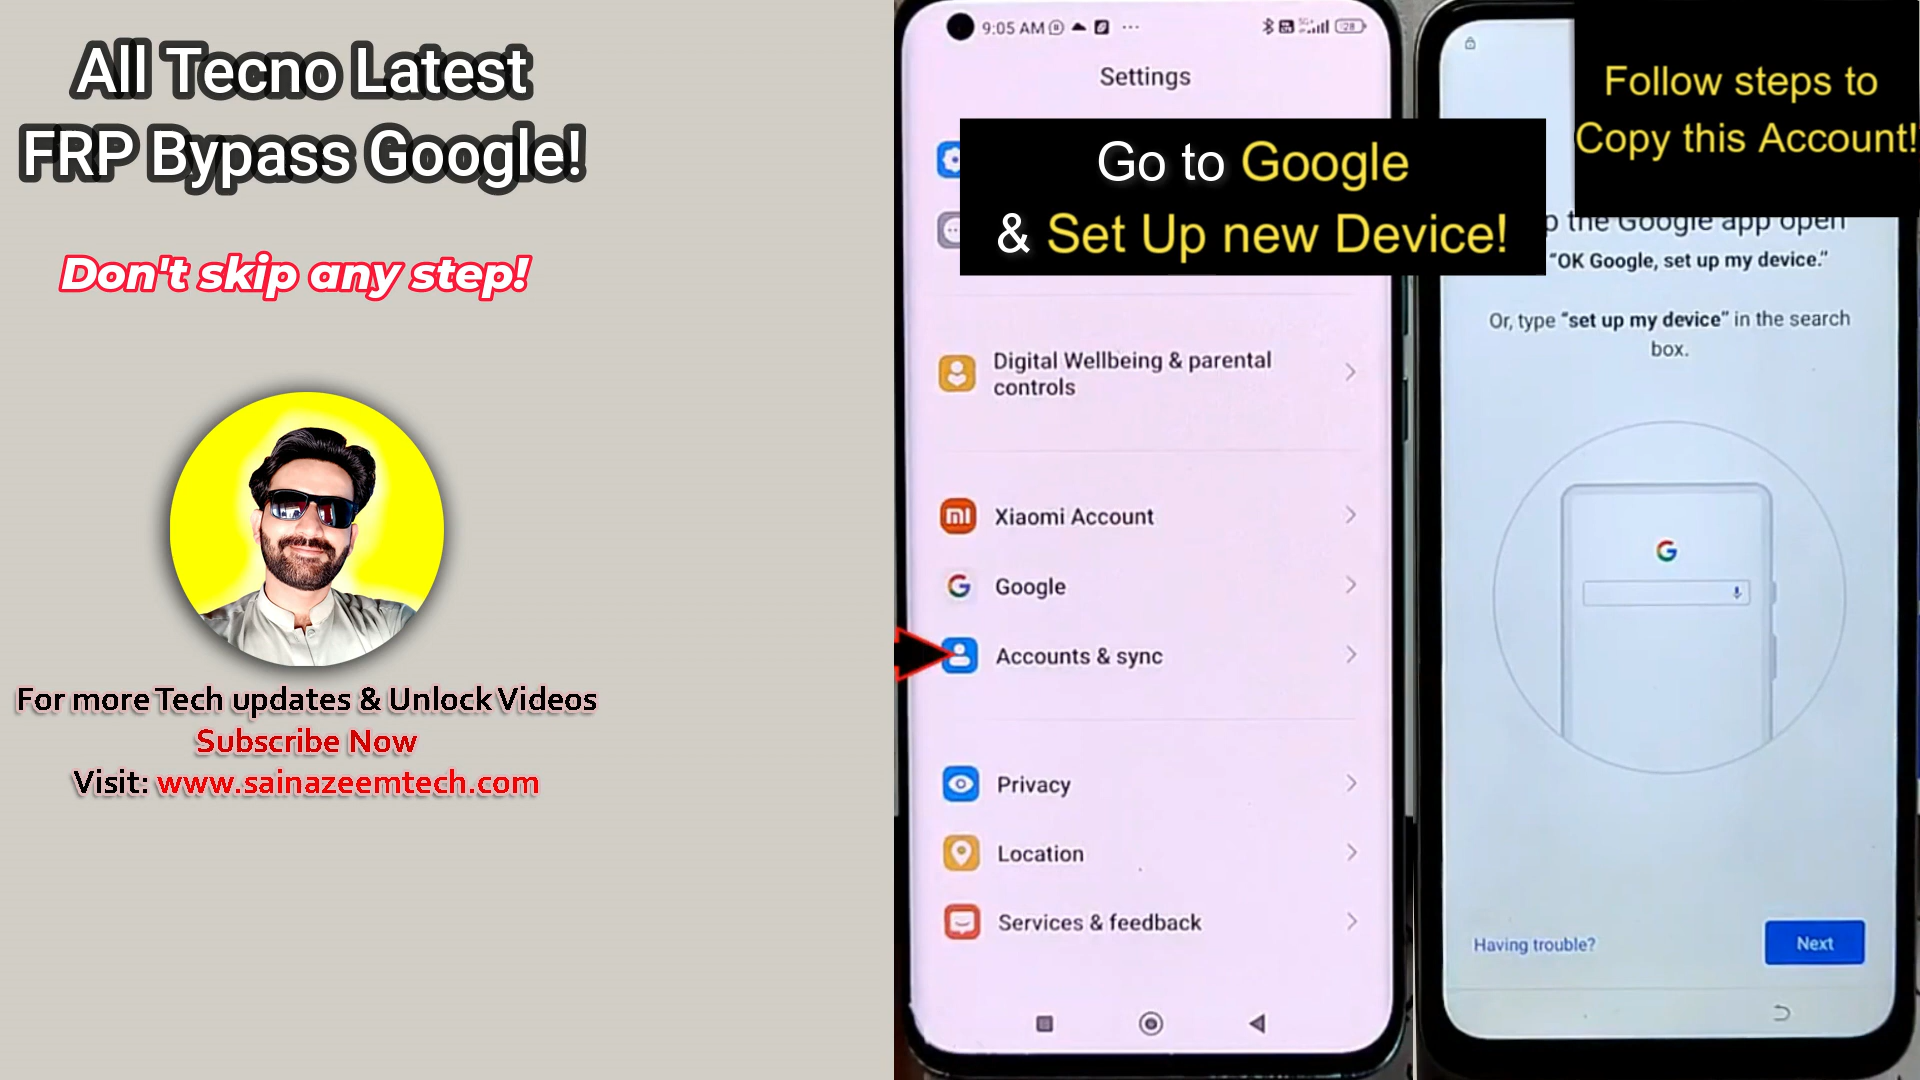 All Tecno Latest
FRP Bypass Google!
Don't skip any step!
For more Tech updates & Unlock Videos
Subscribe Now
Visit: www.sainazeemtech.com
9:05 AM
28
Settings
Go to Google
& Set Up new Device!
Digital Wellbeing & parental
controls
Xiaomi Account
Google
Accounts & sync
Privacy
Location
Services & feedback
Follow steps to
Copy this Account!
the Google app open
"OK Google, set up my device."
Or, type "set up my device" in the search
box.
Having trouble?
Next